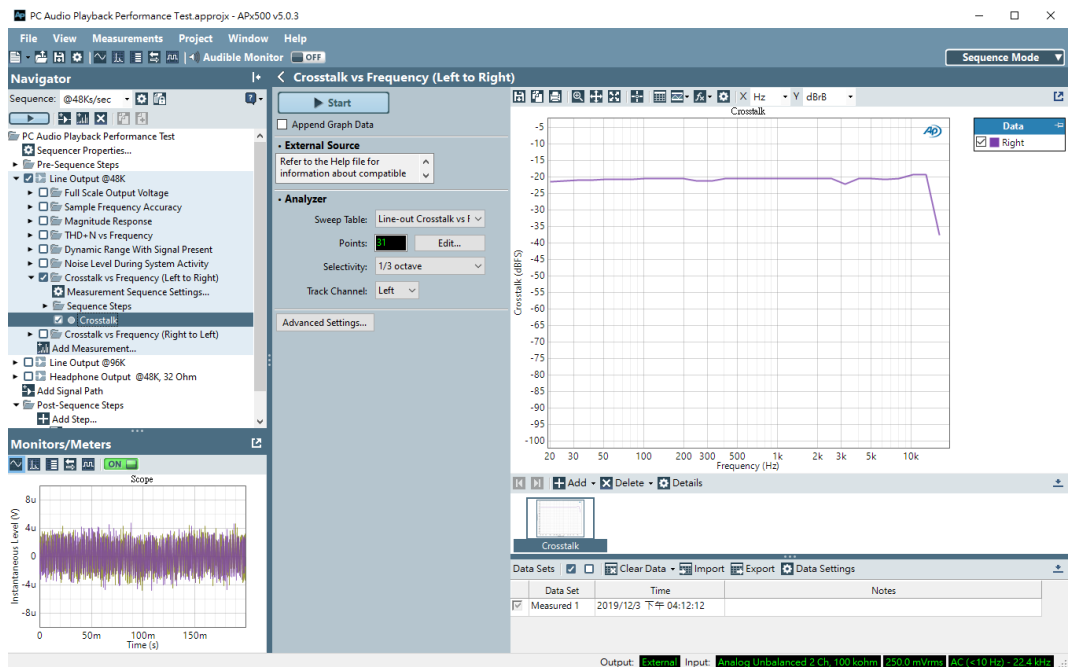 PC Audio Playback Performance Test.approjx - APx500 v5.0.3
File View Measurements Project Window Help
Audible Monitor OFF
Sequence Mode
Navigator
Sequence: @48Ks/sec
PC Audio Playback Performance Test
Sequencer Properties...
Pre-Sequence Steps
Line Output @48K
Full Scale Output Voltage
Sample Frequency Accuracy
Magnitude Response
THD+N vs Frequency
Dynamic Range With Signal Present
Noise Level During System Activity
Crosstalk vs Frequency (Left to Right)
Measurement Sequence Settings...
Sequence Steps
Crosstalk
Crosstalk vs Frequency (Right to Left)
Add Measurement...
Line Output @96K
Headphone Output @48K, 32 Ohm
Add Signal Path
Post-Sequence Steps
Add Step...
Monitors/Meters
ON
Scope
Instantaneous Level (V)
8u
4u
0
-4u
-8u
0 50m 100m 150m
Time (s)
Crosstalk vs Frequency (Left to Right)
Start
Append Graph Data
External Source
Refer to the Help file for
information about compatible
Analyzer
Sweep Table: Line-out Crosstalk vs F
Points: 31 Edit...
Selectivity: 1/3 octave
Track Channel: Left
Advanced Settings...
X Hz Y dBrB
Crosstalk
AP
Data
Right
Crosstalk (dBFS)
-5
-10
-15
-20
-25
-30
-35
-40
-45
-50
-55
-60
-65
-70
-75
-80
-85
-90
-95
-100
20 30 50 100 200 300 500 1k 2k 3k 5k 10k
Frequency (Hz)
Add Delete Details
Crosstalk
Data Sets Clear Data Import Export Data Settings
Data Set Time Notes
Measured 1 2019/12/3 下午 04:12:12
Output: External Input: Analog Unbalanced 2 Ch, 100 kohm 250.0 mVrms AC (<10 Hz) - 22.4 kHz